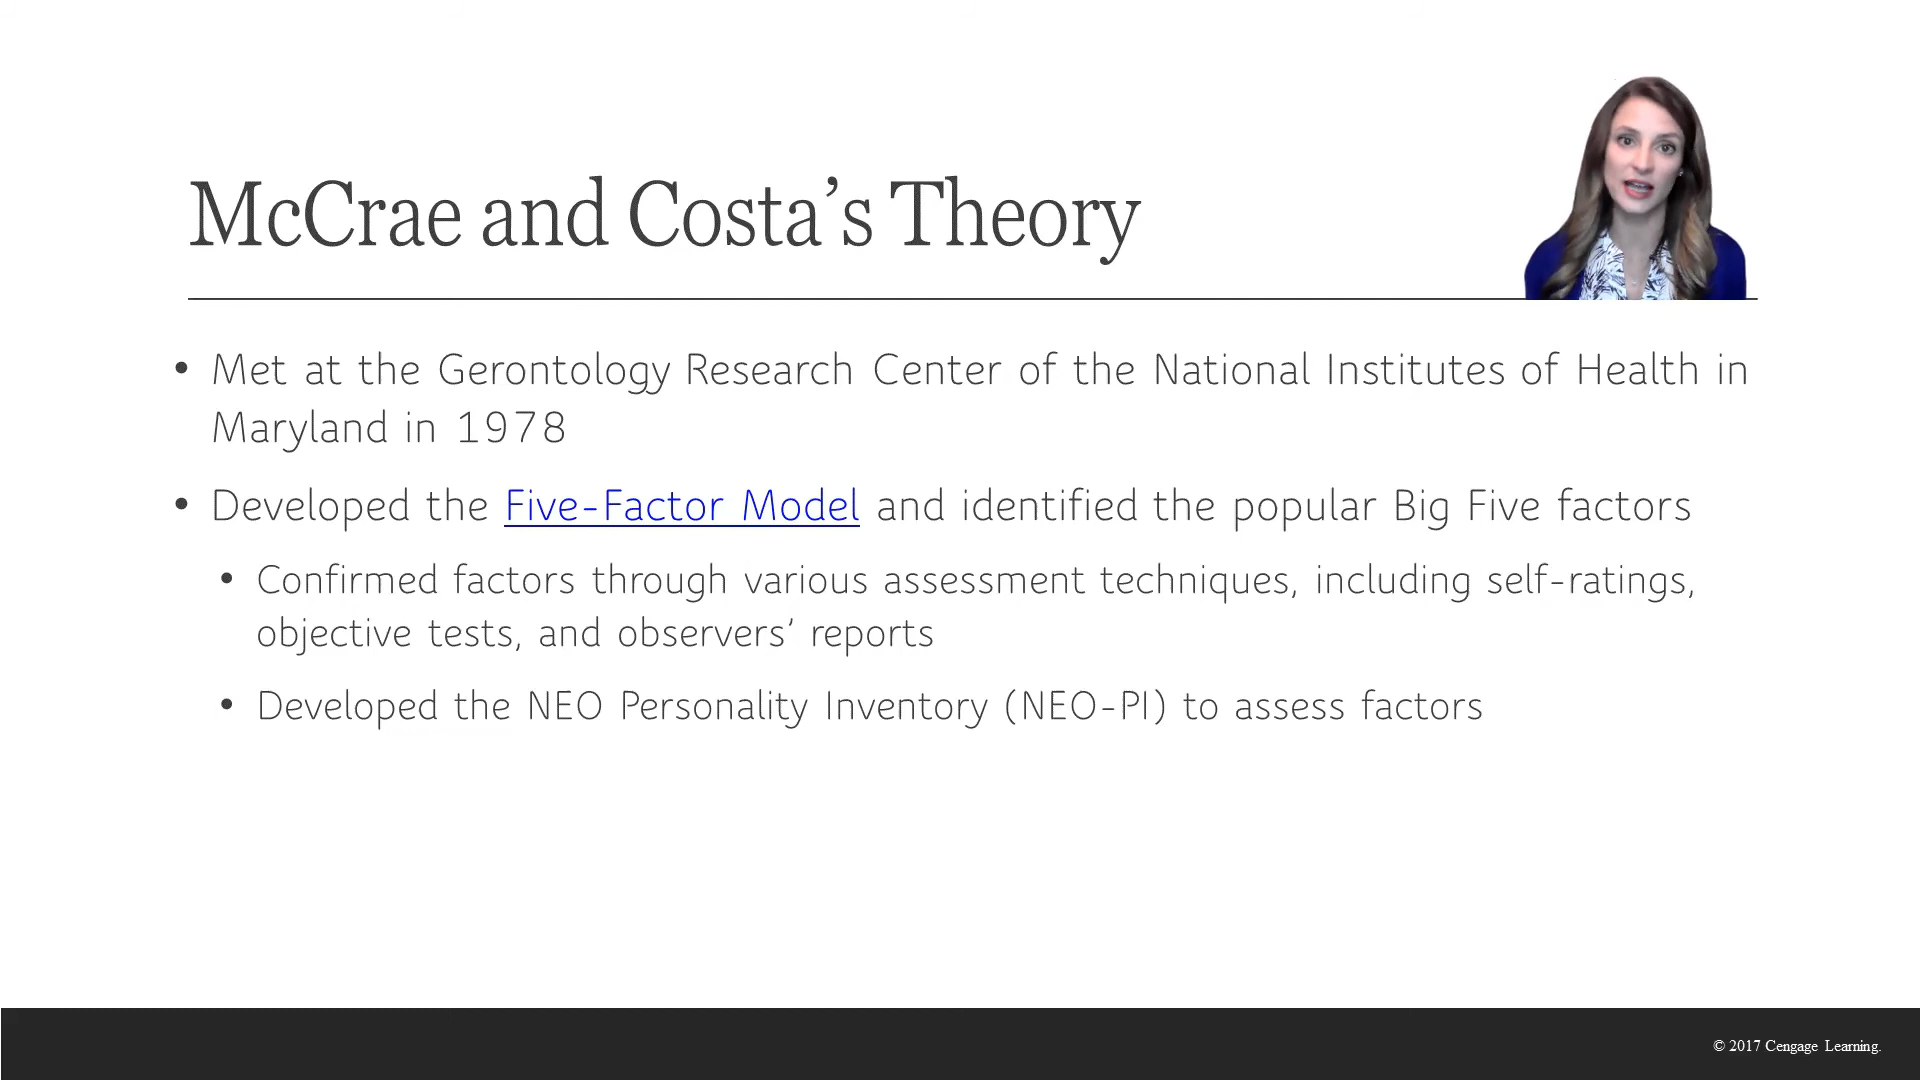 McCrae and Costa’s Theory
• Met at the Gerontology Research Center of the National Institutes of Health in
Maryland in 1978
• Developed the Five-Factor Model and identified the popular Big Five factors
• Confirmed factors through various assessment techniques, including self-ratings,
objective tests, and observers’ reports
• Developed the NEO Personality Inventory (NEO-PI) to assess factors
© 2017 Cengage Learning.